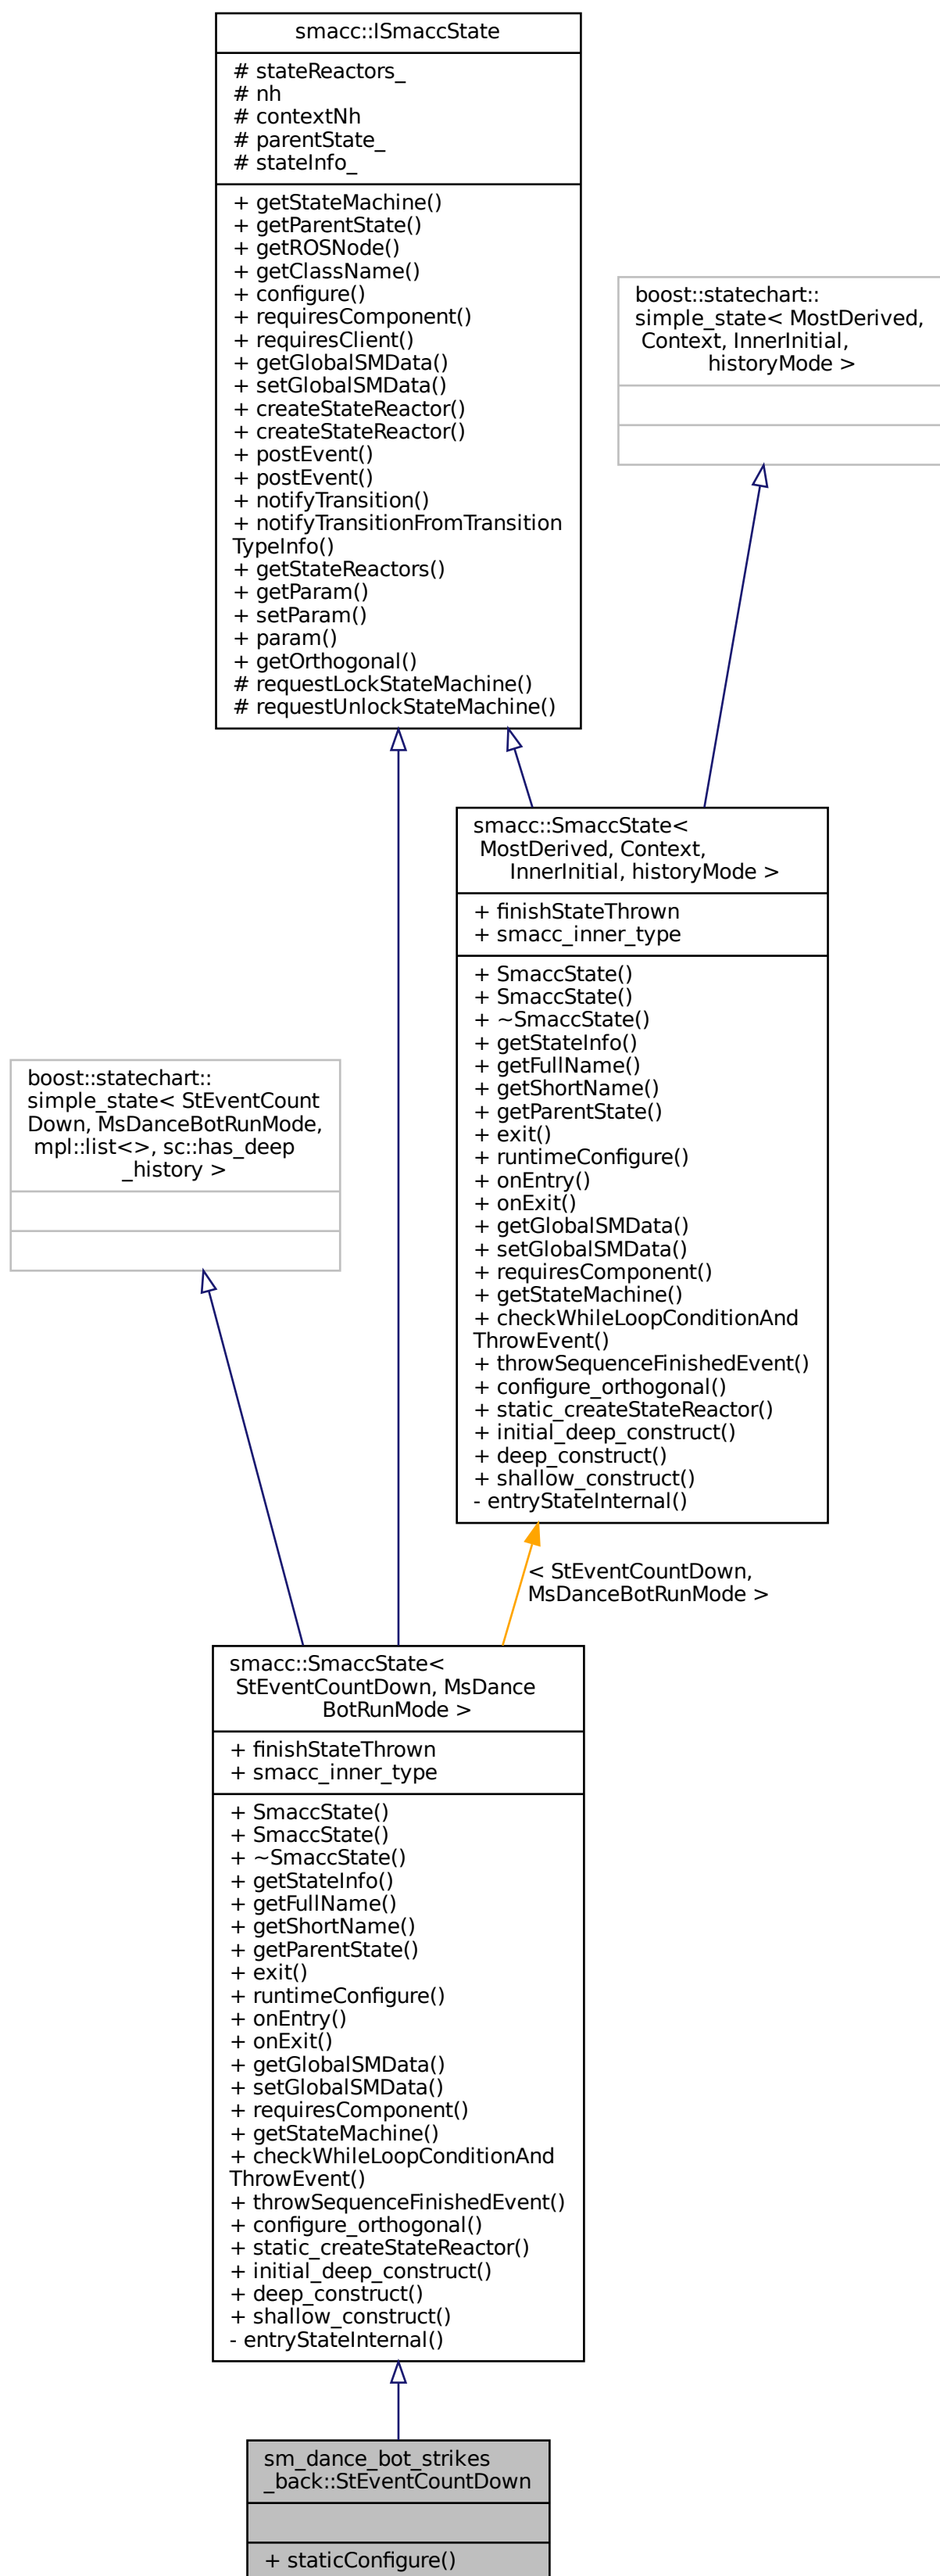 smacc::ISmaccState
# stateReactors_
# nh
# contextNh
# parentState_
# stateInfo_
+ getStateMachine()
+ getParentState()
+ getROSNode()
+ getClassName()
+ configure()
+ requiresComponent()
+ requiresClient()
+ getGlobalSMData()
+ setGlobalSMData()
+ createStateReactor()
+ createStateReactor()
+ postEvent()
+ postEvent()
+ notifyTransition()
+ notifyTransitionFromTransition
TypeInfo()
+ getStateReactors()
+ getParam()
+ setParam()
+ param()
+ getOrthogonal()
# requestLockStateMachine()
# requestUnlockStateMachine()
boost::statechart::
simple_state< MostDerived,
Context, InnerInitial,
historyMode >
smacc::SmaccState<
MostDerived, Context,
InnerInitial, historyMode >
+ finishStateThrown
+ smacc_inner_type
+ SmaccState()
+ SmaccState()
+ ~SmaccState()
+ getStateInfo()
+ getFullName()
+ getShortName()
+ getParentState()
+ exit()
+ runtimeConfigure()
+ onEntry()
+ onExit()
+ getGlobalSMData()
+ setGlobalSMData()
+ requiresComponent()
+ getStateMachine()
+ checkWhileLoopConditionAnd
ThrowEvent()
+ throwSequenceFinishedEvent()
+ configure_orthogonal()
+ static_createStateReactor()
+ initial_deep_construct()
+ deep_construct()
+ shallow_construct()
- entryStateInternal()
boost::statechart::
simple_state< StEventCount
Down, MsDanceBotRunMode,
mpl::list<>, sc::has_deep
_history >
< StEventCountDown,
MsDanceBotRunMode >
smacc::SmaccState<
StEventCountDown, MsDance
BotRunMode >
+ finishStateThrown
+ smacc_inner_type
+ SmaccState()
+ SmaccState()
+ ~SmaccState()
+ getStateInfo()
+ getFullName()
+ getShortName()
+ getParentState()
+ exit()
+ runtimeConfigure()
+ onEntry()
+ onExit()
+ getGlobalSMData()
+ setGlobalSMData()
+ requiresComponent()
+ getStateMachine()
+ checkWhileLoopConditionAnd
ThrowEvent()
+ throwSequenceFinishedEvent()
+ configure_orthogonal()
+ static_createStateReactor()
+ initial_deep_construct()
+ deep_construct()
+ shallow_construct()
- entryStateInternal()
sm_dance_bot_strikes
_back::StEventCountDown
+ staticConfigure()